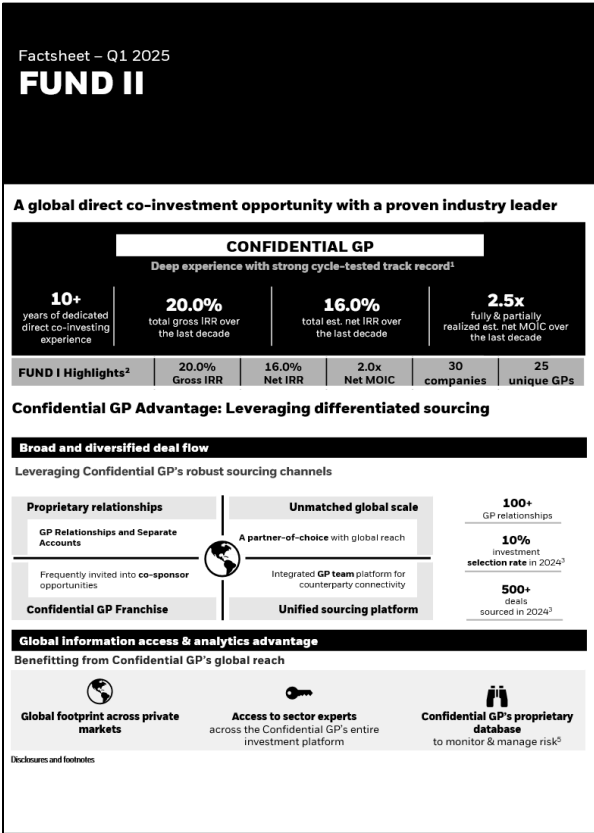 Factsheet – Q1 2025
FUND II
A global direct co-investment opportunity with a proven industry leader
CONFIDENTIAL GP
Deep experience with strong cycle-tested track record¹
10+
years of dedicated
direct co-investing
experience
20.0%
total gross IRR over
the last decade
16.0%
total est. net IRR over
the last decade
2.5x
fully & partially
realized est. net MOIC over
the last decade
FUND I Highlights²
20.0%
Gross IRR
16.0%
Net IRR
2.0x
Net MOIC
30
companies
25
unique GPs
Confidential GP Advantage: Leveraging differentiated sourcing
Broad and diversified deal flow
Leveraging Confidential GP's robust sourcing channels
Proprietary relationships
GP Relationships and Separate
Accounts
Unmatched global scale
A partner-of-choice with global reach
Frequently invited into co-sponsor
opportunities
Confidential GP Franchise
Integrated GP team platform for
counterparty connectivity
Unified sourcing platform
100+
GP relationships
10%
investment
selection rate in 2024³
500+
deals
sourced in 2024³
Global information access & analytics advantage
Benefitting from Confidential GP's global reach
Global footprint across private
markets
Access to sector experts
across the Confidential GP's entire
investment platform
Confidential GP's proprietary
database
to monitor & manage risk⁵
Disclosures and footnotes